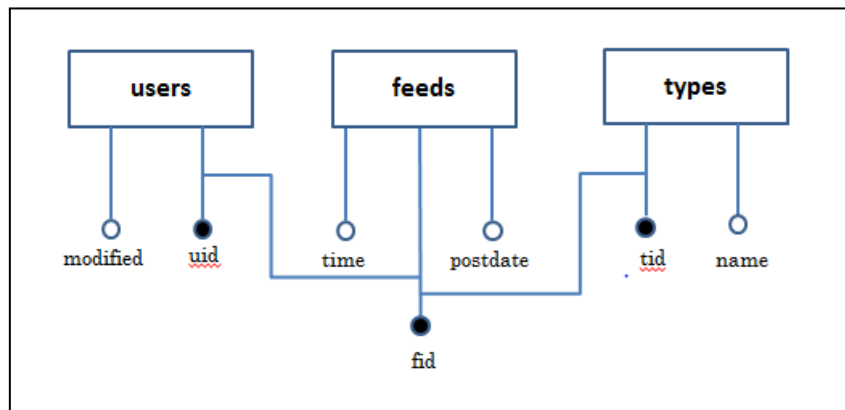 users
feeds
types
modified
uid
time
postdate
tid
name
fid